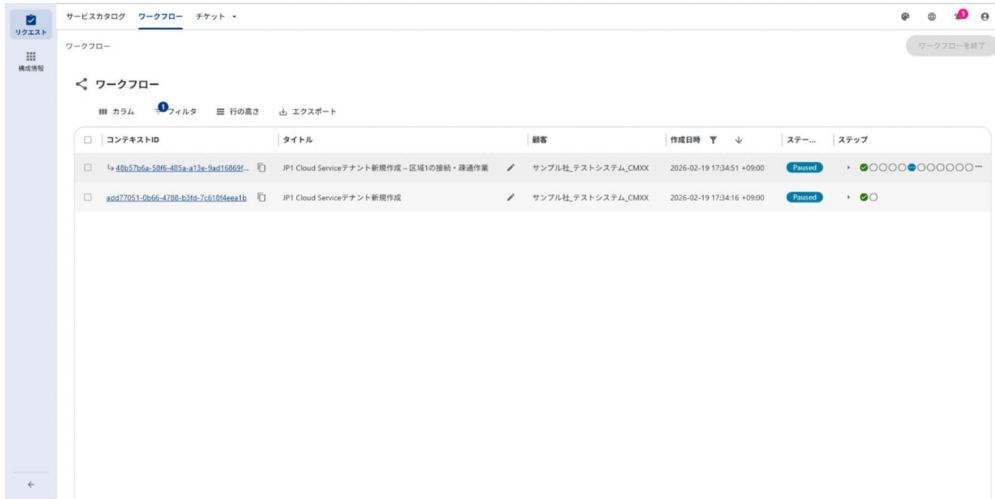 リクエスト
構成情報
サービスカタログ ワークフロー チケット
1
ワークフロー
ワークフローを終了
ワークフロー
カラム 1 フィルタ 行の高さ エクスポート
コンテキストID タイトル 顧客 作成日時 ステー... ステップ
48b57b6a-58f6-485a-a13e-9ad16869f... JP1 Cloud Serviceテナント新規作成 – 区域1の接続・疎通作業 サンプル社_テストシステム_CMXX 2026-02-19 17:34:51 +09:00 Paused
add77051-0b66-4788-b3fd-7c618f4eea1b JP1 Cloud Serviceテナント新規作成 サンプル社_テストシステム_CMXX 2026-02-19 17:34:16 +09:00 Paused